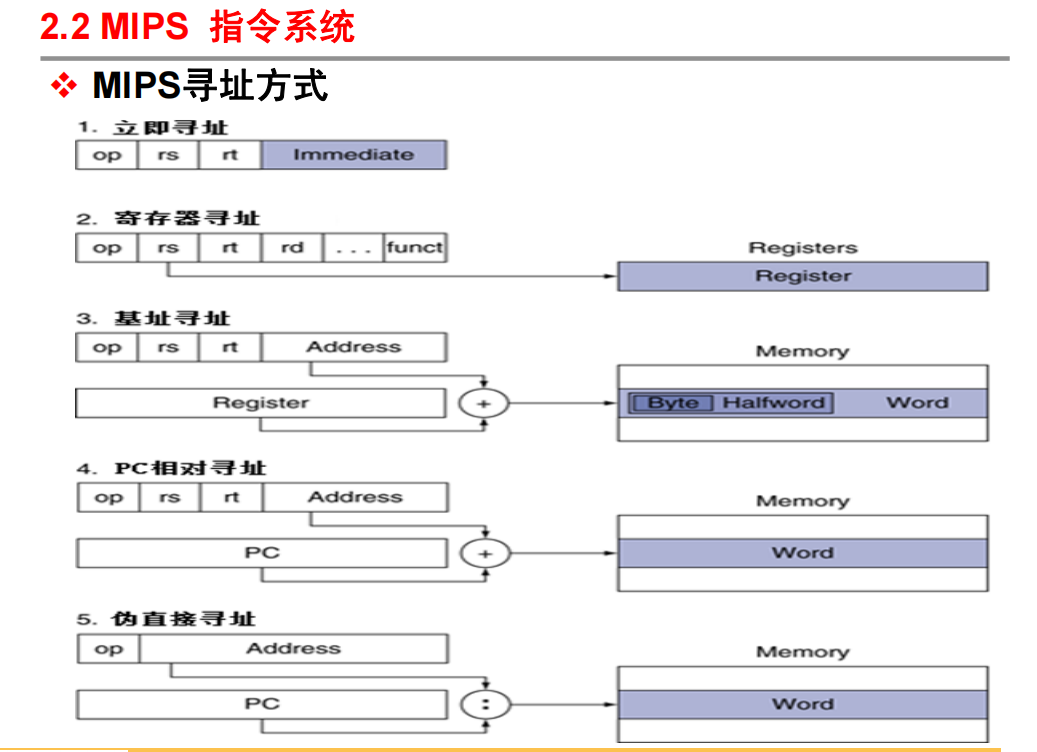 2.2 MIPS 指令系统
❖ MIPS寻址方式
1. 立即寻址
op rs rt Immediate
2. 寄存器寻址
op rs rt rd ... funct
Registers
Register
3. 基址寻址
op rs rt Address
Memory
Register + Byte Halfword Word
4. PC相对寻址
op rs rt Address
Memory
PC + Word
5. 伪直接寻址
op Address
Memory
PC : Word